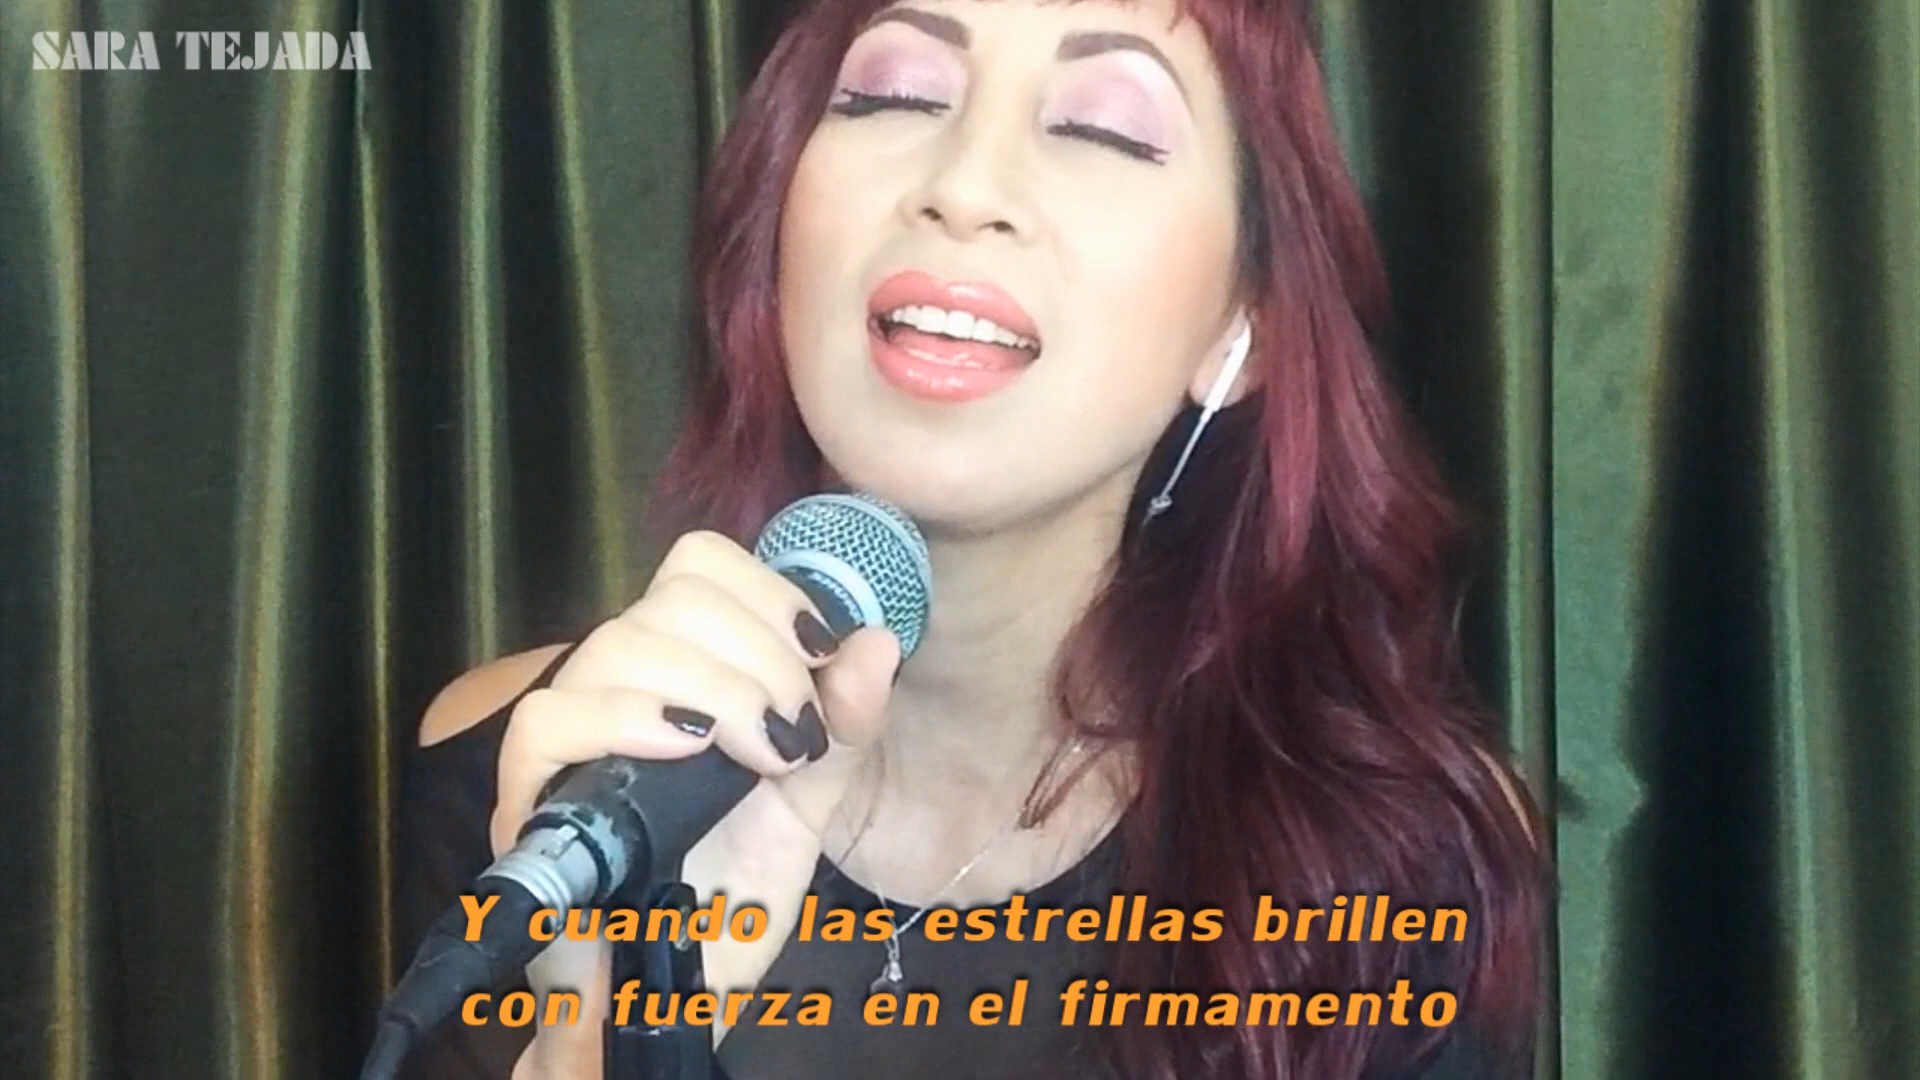 SARA TEJADA
Y cuando las estrellas brillen
con fuerza en el firmamento